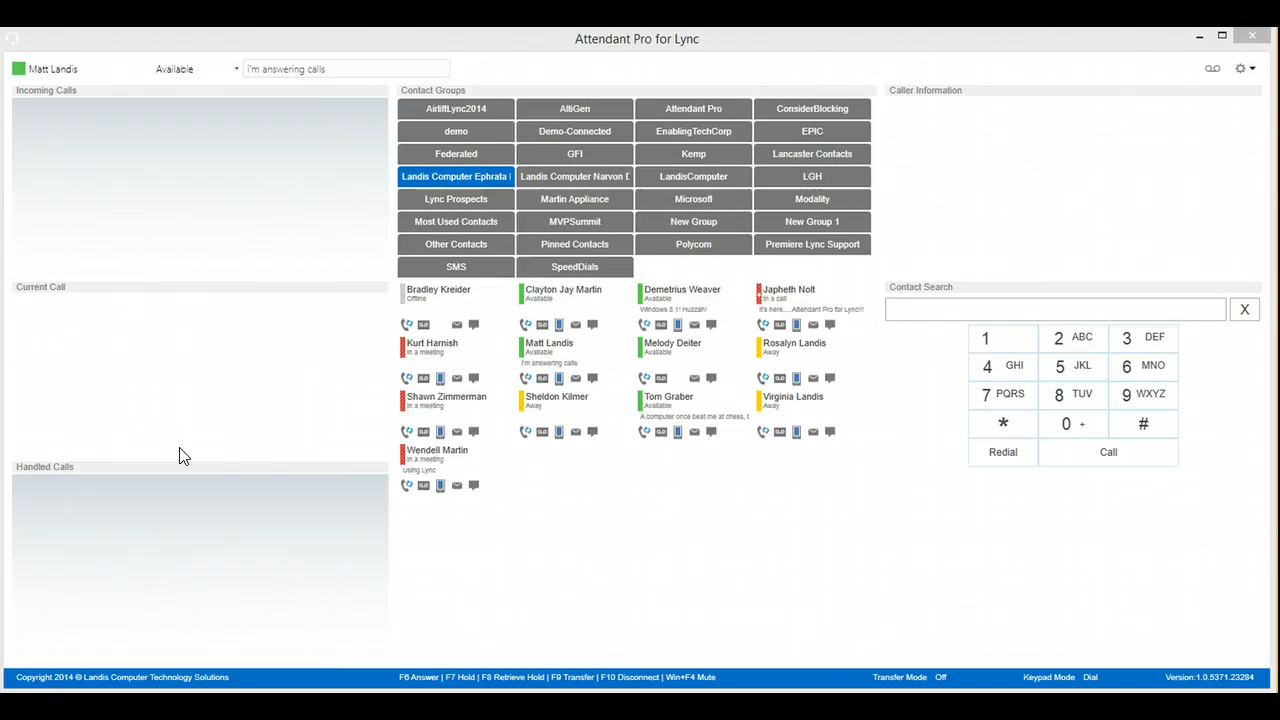 Attendant Pro for Lync
Matt Landis
Available
i'm answering calls
Incoming Calls
Contact Groups
Caller Information
AirliftLync2014
AltiGen
Attendant Pro
ConsiderBlocking
demo
Demo-Connected
EnablingTechCorp
EPIC
Federated
GFI
Kemp
Lancaster Contacts
Landis Computer Ephrata
Landis Computer Narvon
LandisComputer
LGH
Lync Prospects
Martin Appliance
Microsoft
Modality
Most Used Contacts
MVPSummit
New Group
New Group 1
Other Contacts
Pinned Contacts
Polycom
Premiere Lync Support
SMS
SpeedDials
Current Call
Bradley Kreider
Offline
Clayton Jay Martin
Available
Demetrius Weaver
Available
Windows 8.1! Huzzah!
Japheth Nolt
In a call
It's here.....Attendant Pro for Lync!!!
Kurt Harnish
In a meeting
Matt Landis
Available
I'm answering calls
Melody Deiter
Available
Rosalyn Landis
Away
Shawn Zimmerman
In a meeting
Sheldon Kilmer
Away
Tom Graber
Available
A computer once beat me at chess,
Virginia Landis
Away
Wendell Martin
In a meeting
Using Lync
Contact Search
X
1
2 ABC
3 DEF
4 GHI
5 JKL
6 MNO
7 PQRS
8 TUV
9 WXYZ
*
0 +
#
Redial
Call
Handled Calls
Copyright 2014 © Landis Computer Technology Solutions
F6 Answer | F7 Hold | F8 Retrieve Hold | F9 Transfer | F10 Disconnect | Win+F4 Mute
Transfer Mode Off
Keypad Mode Dial
Version:1.0.5371.23284